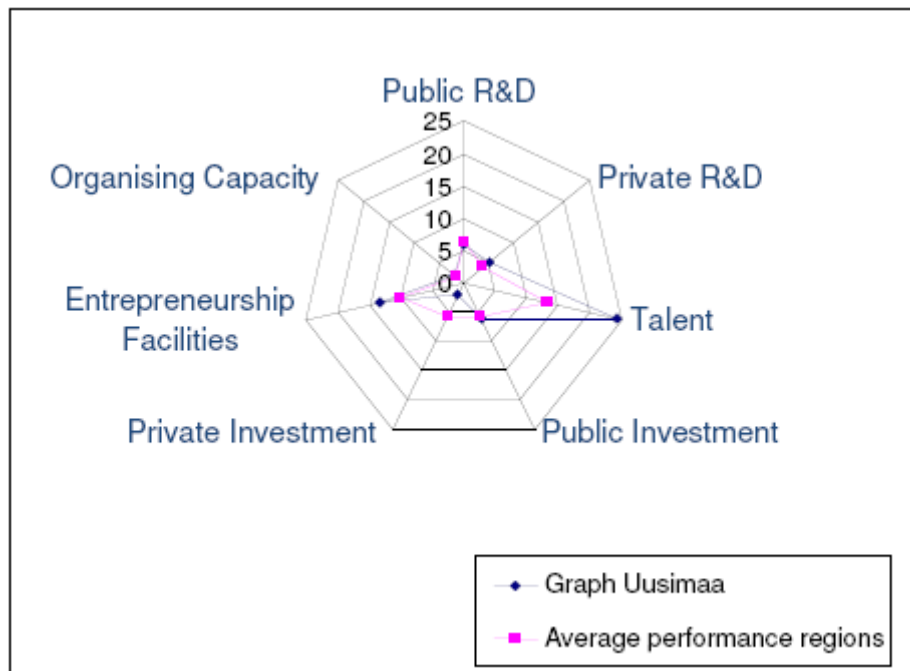 Public R&D
25
20
15
10
5
0
Organising Capacity
Private R&D
Entrepreneurship
Facilities
Talent
Private Investment
Public Investment
Graph Uusimaa
Average performance regions